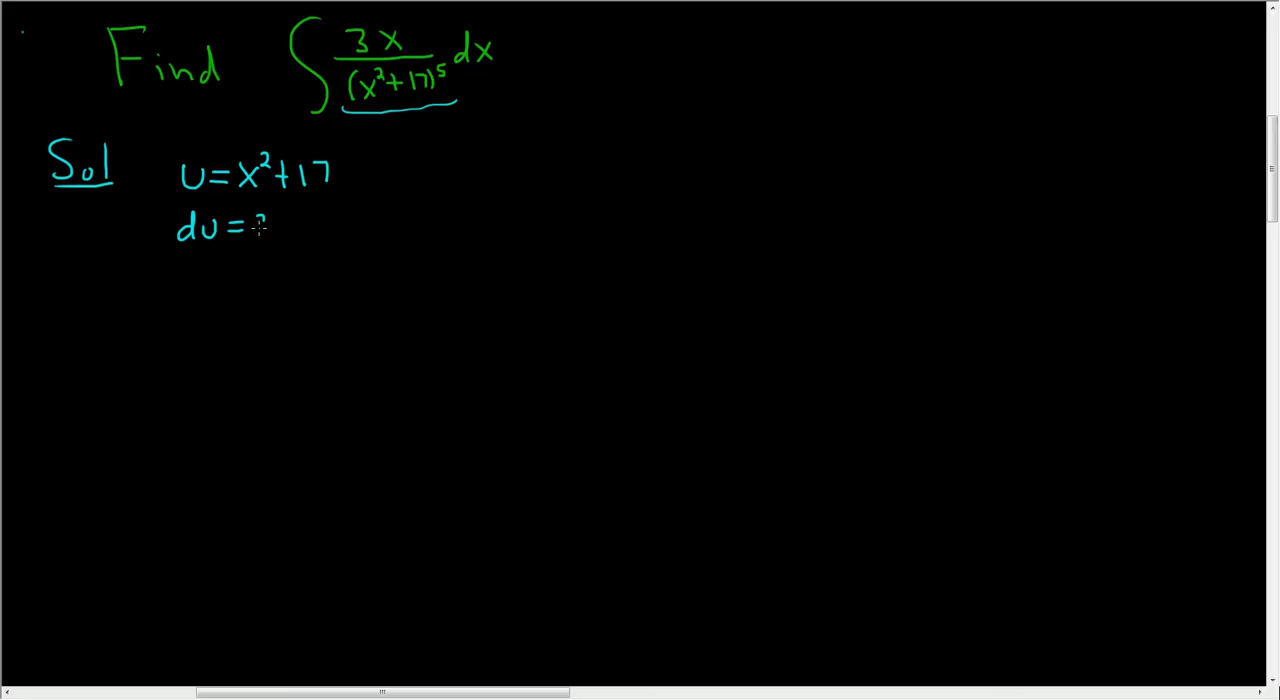 Find ∫ 3x/(x²+17)⁵ dx
Sol u=x²+17
du=